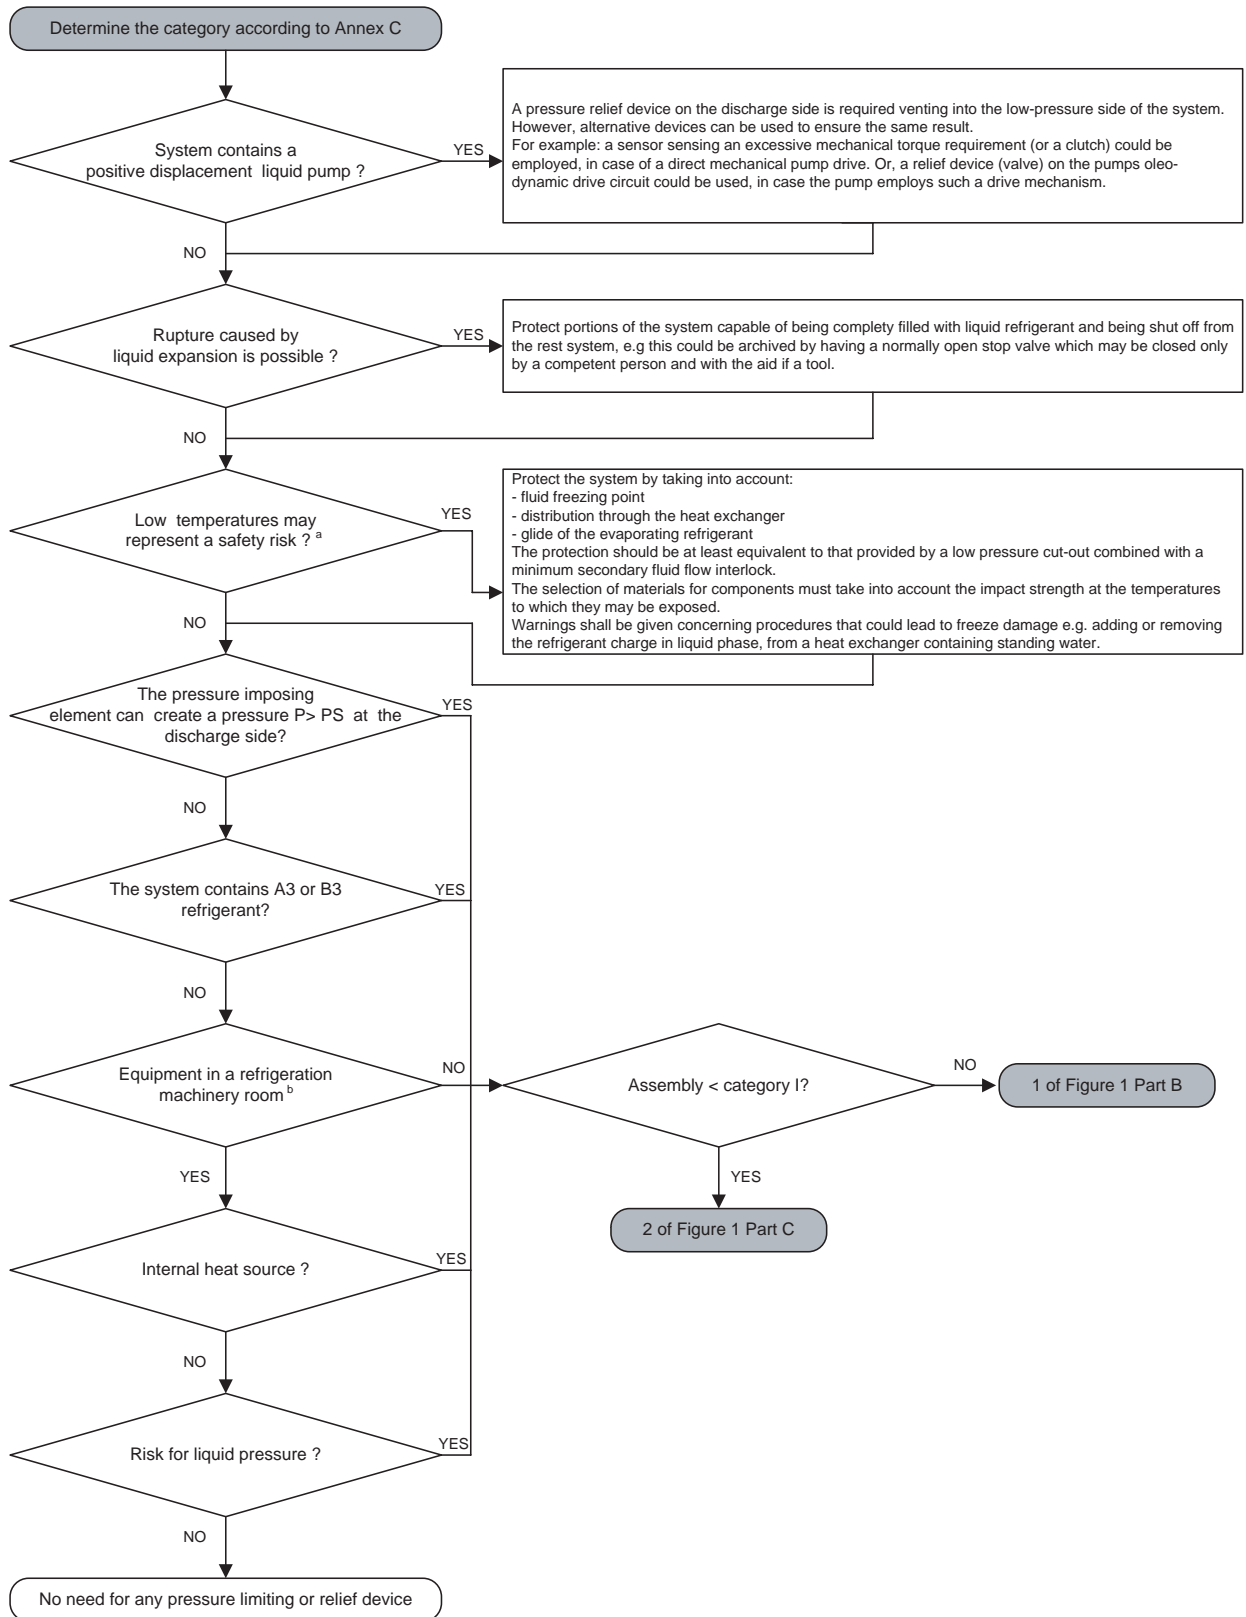 Determine the category according to Annex C
System contains a
positive displacement liquid pump ?
YES
A pressure relief device on the discharge side is required venting into the low-pressure side of the system.
However, alternative devices can be used to ensure the same result.
For example: a sensor sensing an excessive mechanical torque requirement (or a clutch) could be
employed, in case of a direct mechanical pump drive. Or, a relief device (valve) on the pumps oleo-
dynamic drive circuit could be used, in case the pump employs such a drive mechanism.
NO
Rupture caused by
liquid expansion is possible ?
YES
Protect portions of the system capable of being complety filled with liquid refrigerant and being shut off from
the rest system, e.g this could be archived by having a normally open stop valve which may be closed only
by a competent person and with the aid if a tool.
NO
Low temperatures may
represent a safety risk ? a
YES
Protect the system by taking into account:
- fluid freezing point
- distribution through the heat exchanger
- glide of the evaporating refrigerant
The protection should be at least equivalent to that provided by a low pressure cut-out combined with a
minimum secondary fluid flow interlock.
The selection of materials for components must take into account the impact strength at the temperatures
to which they may be exposed.
Warnings shall be given concerning procedures that could lead to freeze damage e.g. adding or removing
the refrigerant charge in liquid phase, from a heat exchanger containing standing water.
NO
The pressure imposing
element can create a pressure P> PS at the
discharge side?
YES
NO
The system contains A3 or B3
refrigerant?
YES
NO
Equipment in a refrigeration
machinery room b
NO
Assembly < category I?
NO
1 of Figure 1 Part B
YES
YES
2 of Figure 1 Part C
Internal heat source ?
YES
NO
Risk for liquid pressure ?
YES
NO
No need for any pressure limiting or relief device